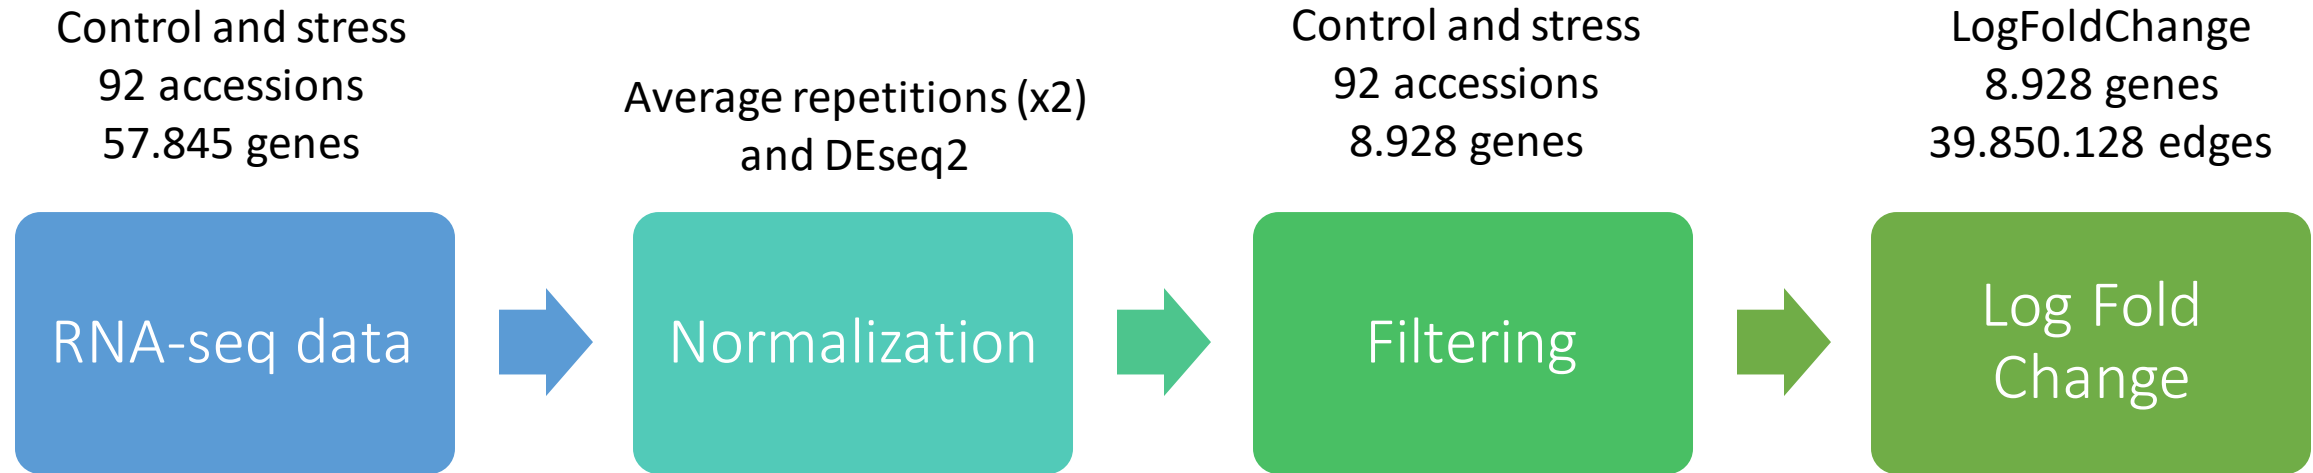 Control and stress
92 accessions
57.845 genes
RNA-seq data
Average repetitions (x2)
and DEseq2
Normalization
Control and stress
92 accessions
8.928 genes
Filtering
LogFoldChange
8.928 genes
39.850.128 edges
Log Fold
Change